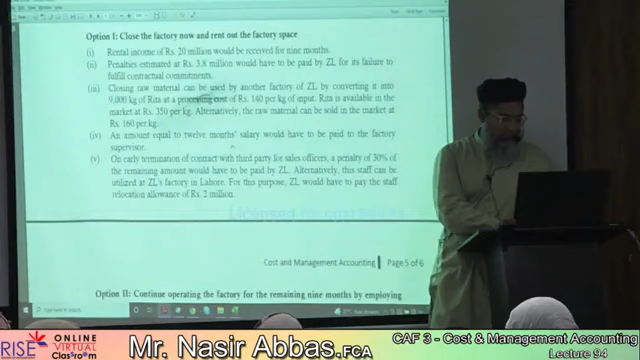 Option I: Close the factory now and rent out the factory space
(i) Rental income of Rs. 20 million would be received for nine months.
(ii) Penalties estimated at Rs. 3.8 million would have to be paid by ZL for its failure to
fulfill contractual commitments.
(iii) Closing raw material can be used by another factory of ZL by converting it into
9,000 kg of Rita at a processing cost of Rs. 140 per kg of input. Rita is available in the
market at Rs. 350 per kg. Alternatively, the raw material can be sold in the market at
Rs. 160 per kg.
(iv) An amount equal to twelve months' salary would have to be paid to the factory
supervisor.
(v) On early termination of contract with third party for sales officers, a penalty of 30% of
the remaining amount would have to be paid by ZL. Alternatively, this staff can be
utilized at ZL's factory in Lahore. For this purpose, ZL would have to pay the staff
relocation allowance of Rs. 2 million.
Cost and Management Accounting Page 5 of 6
Option II: Continue operating the factory for the remaining nine months by employing
RISE ONLINE VIRTUAL Classroom
Mr. Nasir Abbas.FCA
CAF 3 - Cost & Management Accounting
Lecture 94